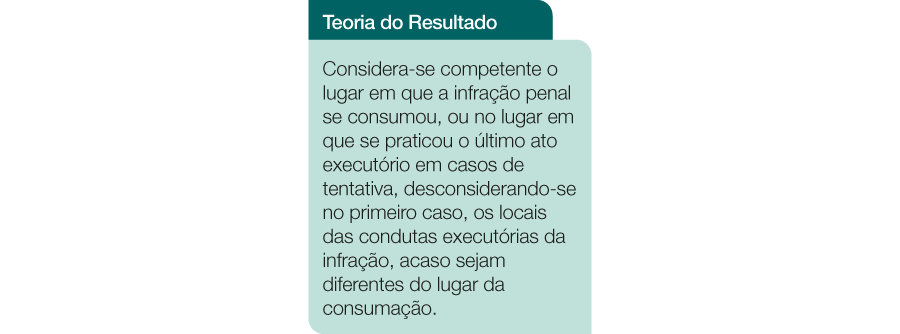 Teoria do Resultado
Considera-se competente o
lugar em que a infração penal
se consumou, ou no lugar em
que se praticou o último ato
executório em casos de
tentativa, desconsiderando-se
no primeiro caso, os locais
das condutas executórias da
infração, acaso sejam
diferentes do lugar da
consumação.